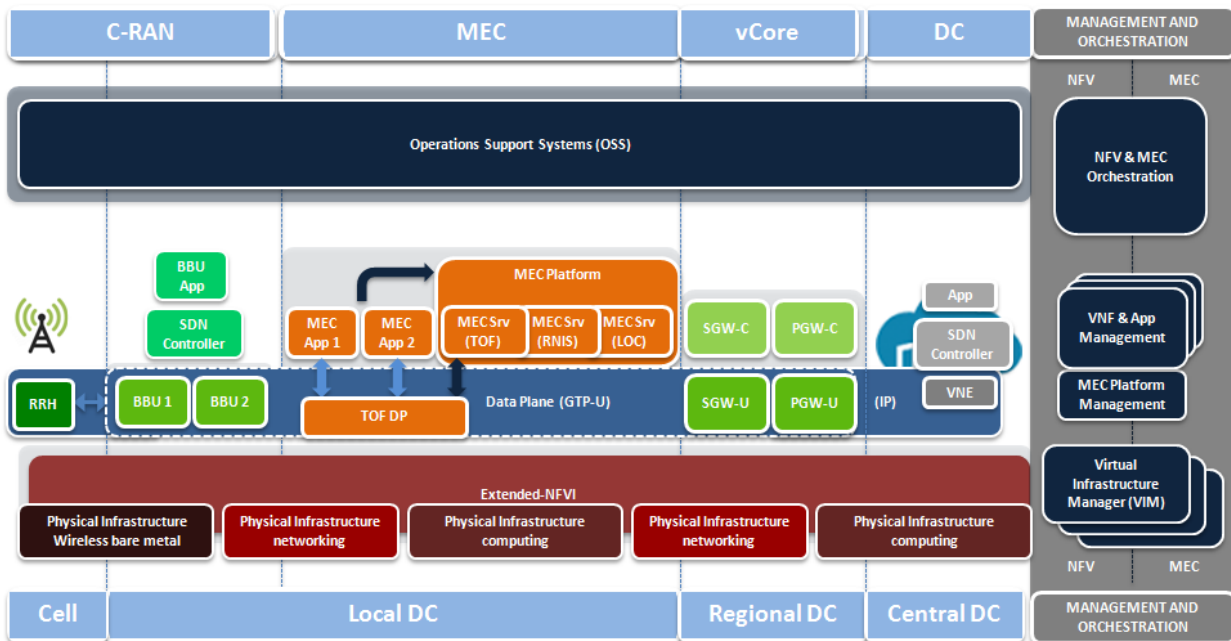 C-RAN
MEC
vCore
DC
MANAGEMENT AND
ORCHESTRATION
NFV
MEC
Operations Support Systems (OSS)
NFV & MEC
Orchestration
BBU
App
SDN
Controller
MEC Platform
MEC
App 1
MEC
App 2
MEC Srv
(TOF)
MEC Srv
(RNIS)
MEC Srv
(LOC)
SGW-C
PGW-C
App
SDN
Controller
VNF & App
Management
RRH
BBU 1
BBU 2
TOF DP
Data Plane (GTP-U)
SGW-U
PGW-U
(IP)
VNE
MEC Platform
Management
Extended-NFVI
Physical Infrastructure
Wireless bare metal
Physical Infrastructure
networking
Physical Infrastructure
computing
Physical Infrastructure
networking
Physical Infrastructure
computing
Virtual
Infrastructure
Manager (VIM)
NFV
MEC
Cell
Local DC
Regional DC
Central DC
MANAGEMENT AND
ORCHESTRATION